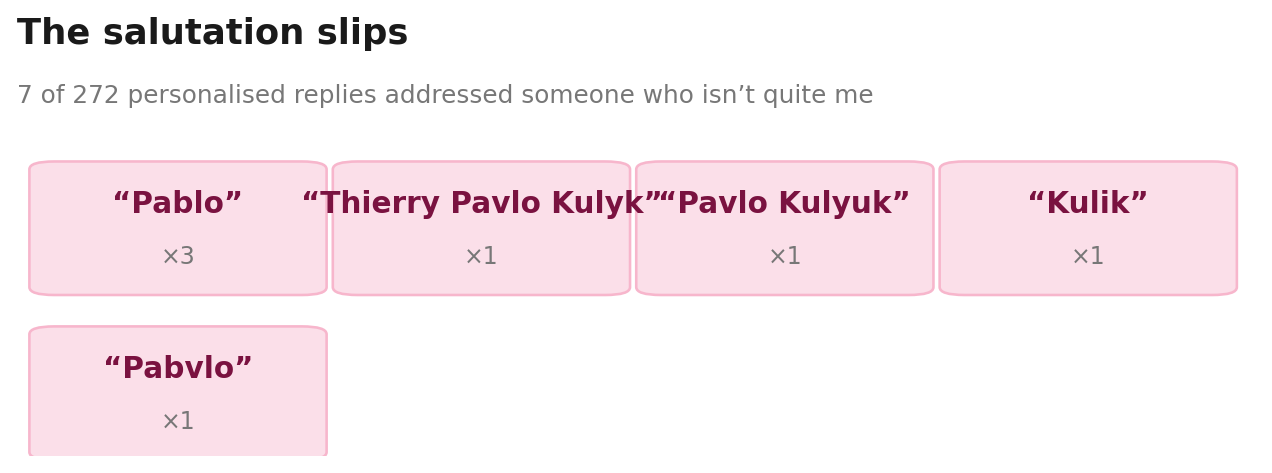 The salutation slips
7 of 272 personalised replies addressed someone who isn’t quite me
“Pablo”
×3
“Thierry Pavlo Kulyk”
×1
“Pavlo Kulyuk”
×1
“Kulik”
×1
“Pabvlo”
×1